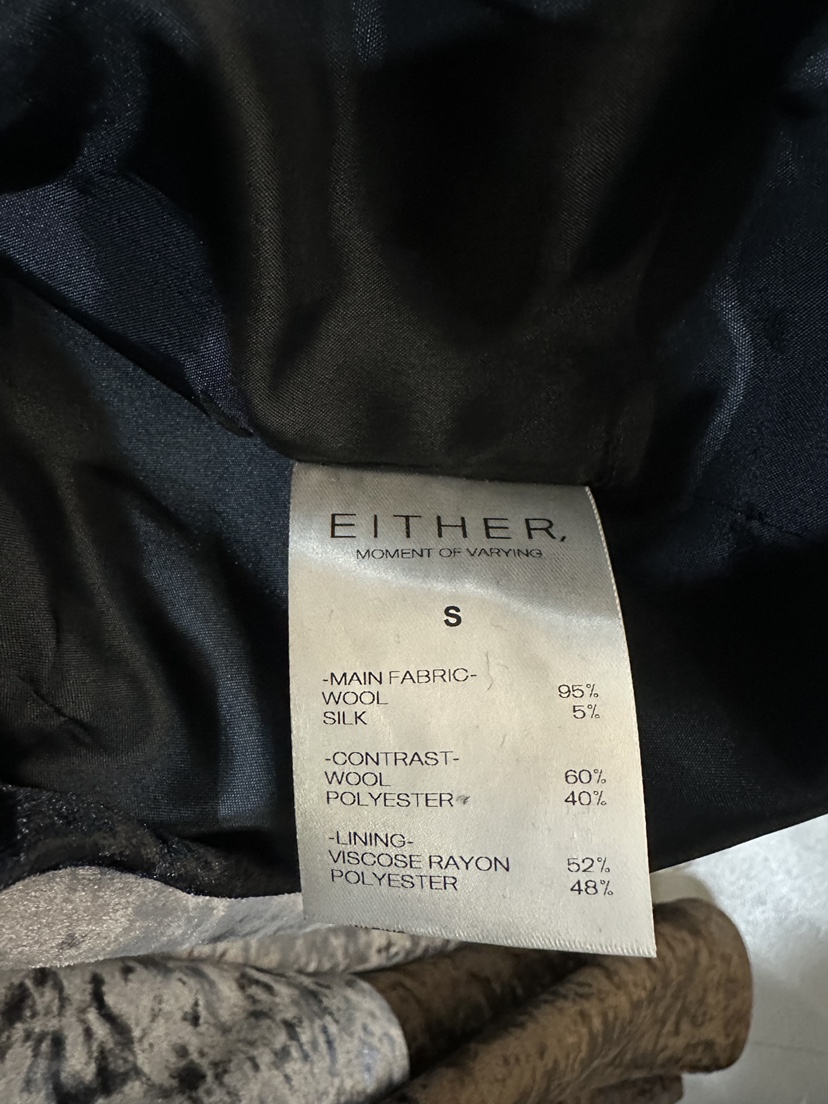 EITHER,
MOMENT OF VARYING
S
-MAIN FABRIC-
WOOL 95%
SILK 5%
-CONTRAST-
WOOL 60%
POLYESTER 40%
-LINING-
VISCOSE RAYON 52%
POLYESTER 48%